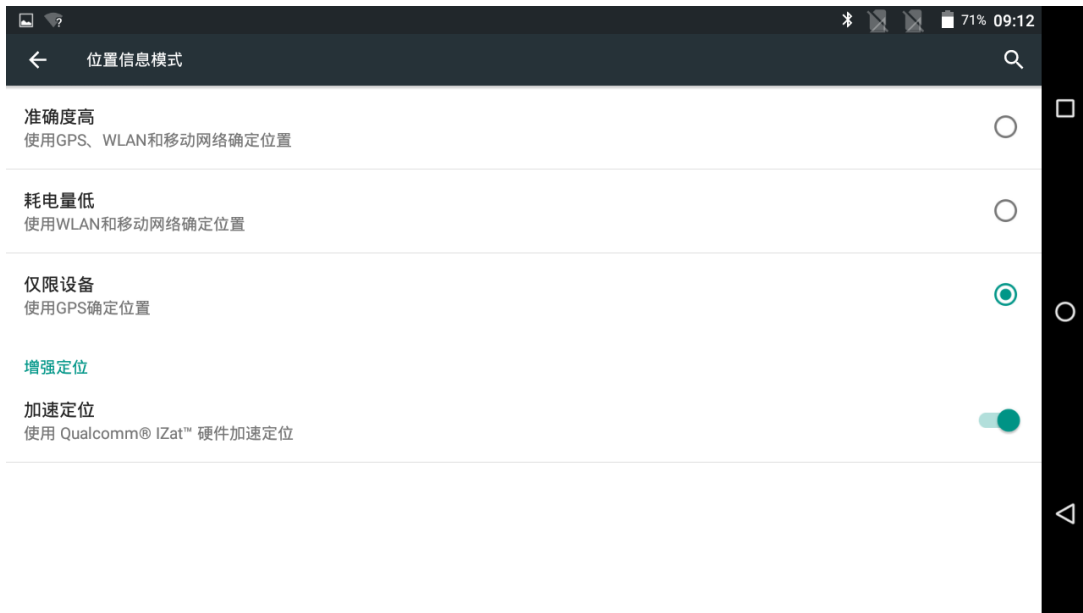 71% 09:12
位置信息模式
准确度高
使用GPS、WLAN和移动网络确定位置
耗电量低
使用WLAN和移动网络确定位置
仅限设备
使用GPS确定位置
增强定位
加速定位
使用 Qualcomm® IZat™ 硬件加速定位